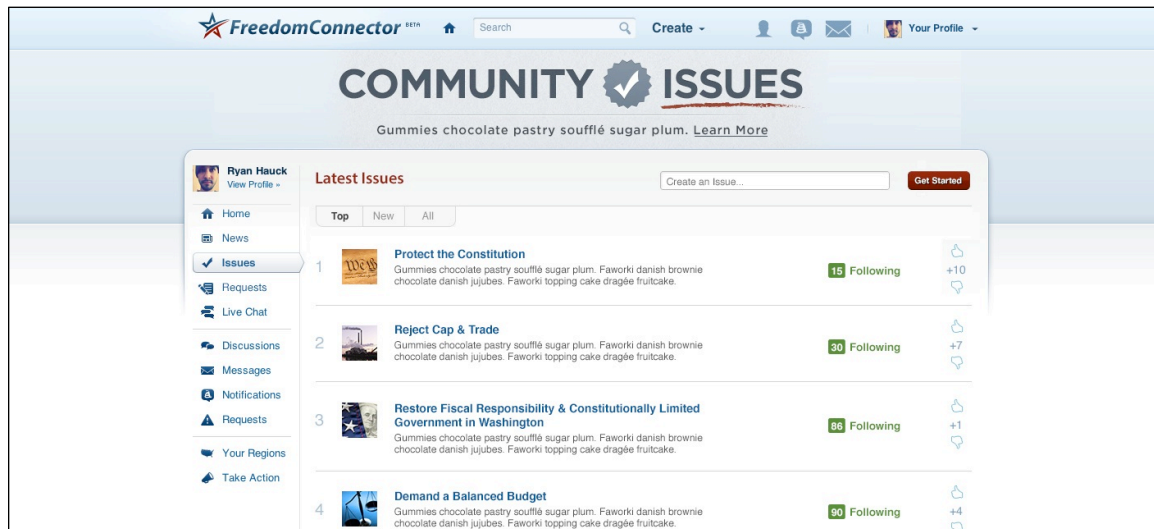 FreedomConnector BETA
Search
Create
Your Profile
COMMUNITY ISSUES
Gummies chocolate pastry soufflé sugar plum. Learn More
Ryan Hauck
View Profile »
Home
News
Issues
Requests
Live Chat
Discussions
Messages
Notifications
Requests
Your Regions
Take Action
Latest Issues
Create an Issue...
Get Started
Top New All
1
We the
Protect the Constitution
Gummies chocolate pastry soufflé sugar plum. Faworki danish brownie
chocolate danish jujubes. Faworki topping cake dragée fruitcake.
15 Following
+10
2
Reject Cap & Trade
Gummies chocolate pastry soufflé sugar plum. Faworki danish brownie
chocolate danish jujubes. Faworki topping cake dragée fruitcake.
30 Following
+7
3
Restore Fiscal Responsibility & Constitutionally Limited
Government in Washington
Gummies chocolate pastry soufflé sugar plum. Faworki danish brownie
chocolate danish jujubes. Faworki topping cake dragée fruitcake.
86 Following
+1
4
Demand a Balanced Budget
Gummies chocolate pastry soufflé sugar plum. Faworki danish brownie
chocolate danish jujubes. Faworki topping cake dragée fruitcake.
90 Following
+4